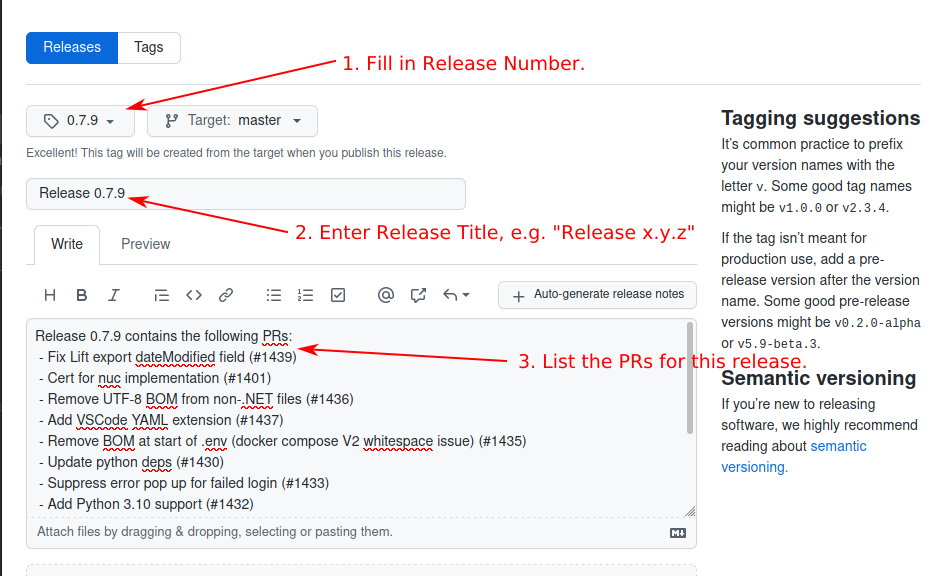 Releases Tags
1. Fill in Release Number.
0.7.9 Target: master
Excellent! This tag will be created from the target when you publish this release.
Release 0.7.9
2. Enter Release Title, e.g. "Release x.y.z"
Write Preview
H B I @ Auto-generate release notes
Release 0.7.9 contains the following PRs:
- Fix Lift export dateModified field (#1439)
3. List the PRs for this release.
- Cert for nuc implementation (#1401)
- Remove UTF-8 BOM from non-.NET files (#1436)
- Add VSCode YAML extension (#1437)
- Remove BOM at start of .env (docker compose V2 whitespace issue) (#1435)
- Update python deps (#1430)
- Suppress error pop up for failed login (#1433)
- Add Python 3.10 support (#1432)
Attach files by dragging & dropping, selecting or pasting them.
Tagging suggestions
It's common practice to prefix
your version names with the
letter v. Some good tag names
might be v1.0.0 or v2.3.4.
If the tag isn't meant for
production use, add a pre-
release version after the version
name. Some good pre-release
versions might be v0.2.0-alpha
or v5.9-beta.3.
Semantic versioning
If you're new to releasing
software, we highly recommend
reading about semantic
versioning.